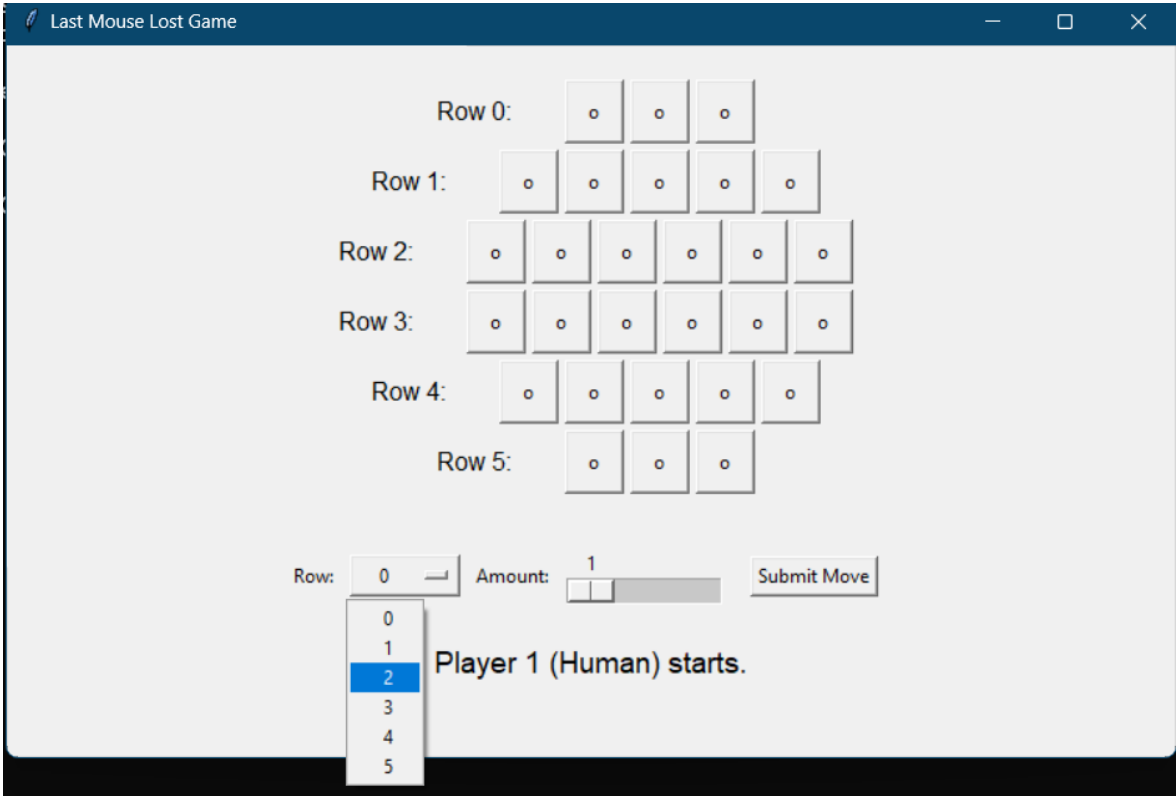 Last Mouse Lost Game
Row 0: o o o
Row 1: o o o o o
Row 2: o o o o o o
Row 3: o o o o o o
Row 4: o o o o o
Row 5: o o o
1
Row: 0 Amount: Submit Move
0
1
2
3
4
5
Player 1 (Human) starts.